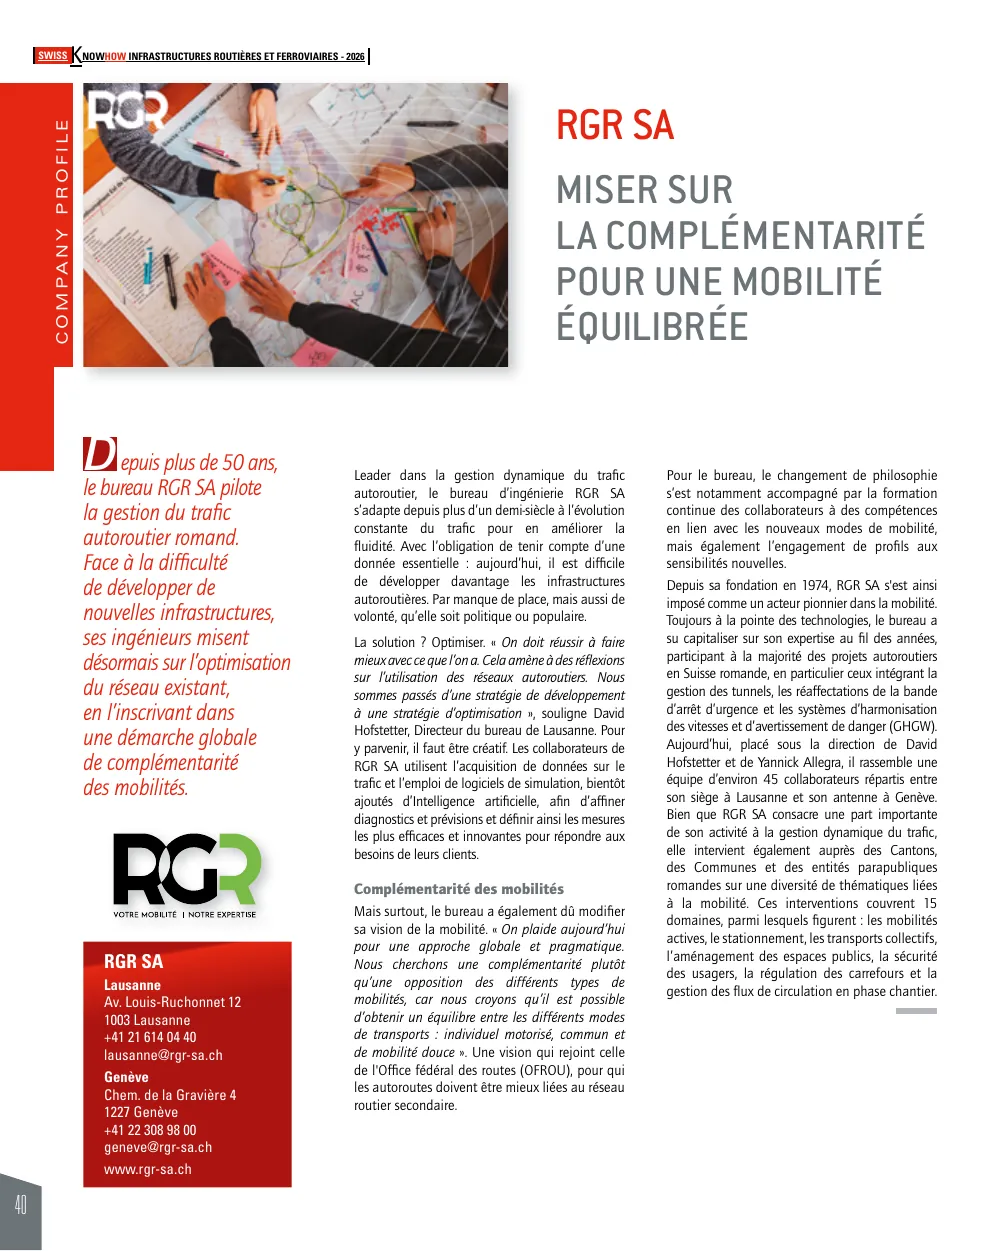 SWISS KNOWHOW INFRASTRUCTURES ROUTIÈRES ET FERROVIAIRES - 2026
COMPANY PROFILE
RGR
RGR SA
MISER SUR
LA COMPLÉMENTARITÉ
POUR UNE MOBILITÉ
ÉQUILIBRÉE
Depuis plus de 50 ans,
le bureau RGR SA pilote
la gestion du trafic
autoroutier romand.
Face à la difficulté
de développer de
nouvelles infrastructures,
ses ingénieurs misent
désormais sur l’optimisation
du réseau existant,
en l’inscrivant dans
une démarche globale
de complémentarité
des mobilités.
RGR
VOTRE MOBILITÉ | NOTRE EXPERTISE
RGR SA
Lausanne
Av. Louis-Ruchonnet 12
1003 Lausanne
+41 21 614 04 40
lausanne@rgr-sa.ch
Genève
Chem. de la Gravière 4
1227 Genève
+41 22 308 98 00
geneve@rgr-sa.ch
www.rgr-sa.ch
Leader dans la gestion dynamique du trafic
autoroutier, le bureau d’ingénierie RGR SA
s’adapte depuis plus d’un demi-siècle à l’évolution
constante du trafic pour en améliorer la
fluidité. Avec l’obligation de tenir compte d’une
donnée essentielle : aujourd’hui, il est difficile
de développer davantage les infrastructures
autoroutières. Par manque de place, mais aussi de
volonté, qu’elle soit politique ou populaire.
La solution ? Optimiser. « On doit réussir à faire
mieux avec ce que l’on a. Cela amène à des réflexions
sur l’utilisation des réseaux autoroutiers. Nous
sommes passés d’une stratégie de développement
à une stratégie d’optimisation », souligne David
Hofstetter, Directeur du bureau de Lausanne. Pour
y parvenir, il faut être créatif. Les collaborateurs de
RGR SA utilisent l’acquisition de données sur le
trafic et l’emploi de logiciels de simulation, bientôt
ajoutés d’Intelligence artificielle, afin d’affiner
diagnostics et prévisions et définir ainsi les mesures
les plus efficaces et innovantes pour répondre aux
besoins de leurs clients.
Complémentarité des mobilités
Mais surtout, le bureau a également dû modifier
sa vision de la mobilité. « On plaide aujourd’hui
pour une approche globale et pragmatique.
Nous cherchons une complémentarité plutôt
qu’une opposition des différents types de
mobilités, car nous croyons qu’il est possible
d’obtenir un équilibre entre les différents modes
de transports : individuel motorisé, commun et
de mobilité douce ». Une vision qui rejoint celle
de l'Office fédéral des routes (OFROU), pour qui
les autoroutes doivent être mieux liées au réseau
routier secondaire.
Pour le bureau, le changement de philosophie
s’est notamment accompagné par la formation
continue des collaborateurs à des compétences
en lien avec les nouveaux modes de mobilité,
mais également l’engagement de profils aux
sensibilités nouvelles.
Depuis sa fondation en 1974, RGR SA s'est ainsi
imposé comme un acteur pionnier dans la mobilité.
Toujours à la pointe des technologies, le bureau a
su capitaliser sur son expertise au fil des années,
participant à la majorité des projets autoroutiers
en Suisse romande, en particulier ceux intégrant la
gestion des tunnels, les réaffectations de la bande
d’arrêt d’urgence et les systèmes d’harmonisation
des vitesses et d’avertissement de danger (GHGW).
Aujourd’hui, placé sous la direction de David
Hofstetter et de Yannick Allegra, il rassemble une
équipe d’environ 45 collaborateurs répartis entre
son siège à Lausanne et son antenne à Genève.
Bien que RGR SA consacre une part importante
de son activité à la gestion dynamique du trafic,
elle intervient également auprès des Cantons,
des Communes et des entités parapubliques
romandes sur une diversité de thématiques liées
à la mobilité. Ces interventions couvrent 15
domaines, parmi lesquels figurent : les mobilités
actives, le stationnement, les transports collectifs,
l’aménagement des espaces publics, la sécurité
des usagers, la régulation des carrefours et la
gestion des flux de circulation en phase chantier.
40